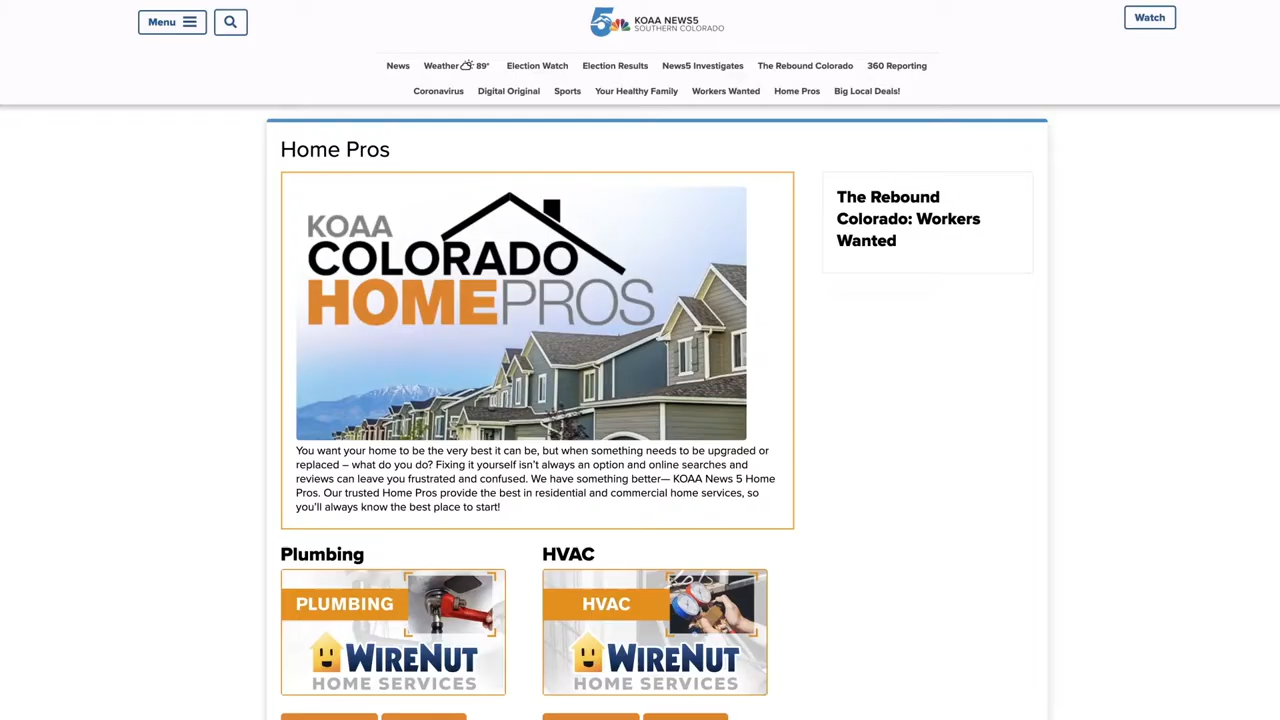 Menu
5 KOAA NEWS5
SOUTHERN COLORADO
Watch
News Weather 89° Election Watch Election Results News5 Investigates The Rebound Colorado 360 Reporting
Coronavirus Digital Original Sports Your Healthy Family Workers Wanted Home Pros Big Local Deals!
Home Pros
KOAA
COLORADO
HOMEPROS
You want your home to be the very best it can be, but when something needs to be upgraded or
replaced – what do you do? Fixing it yourself isn't always an option and online searches and
reviews can leave you frustrated and confused. We have something better— KOAA News 5 Home
Pros. Our trusted Home Pros provide the best in residential and commercial home services, so
you'll always know the best place to start!
The Rebound
Colorado: Workers
Wanted
Plumbing
PLUMBING
WIRENUT
HOME SERVICES
HVAC
HVAC
WIRENUT
HOME SERVICES